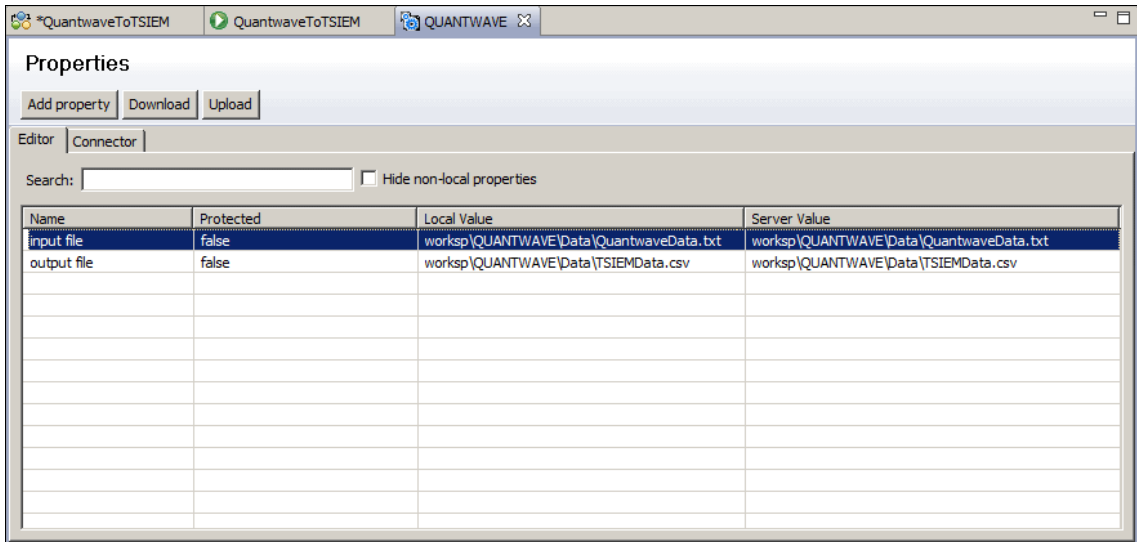 *QuantwaveToTSIEM QuantwaveToTSIEM QUANTWAVE
Properties
Add property Download Upload
Editor Connector
Search: Hide non-local properties
Name Protected Local Value Server Value
input file false worksp\QUANTWAVE\Data\QuantwaveData.txt worksp\QUANTWAVE\Data\QuantwaveData.txt
output file false worksp\QUANTWAVE\Data\TSIEMData.csv worksp\QUANTWAVE\Data\TSIEMData.csv